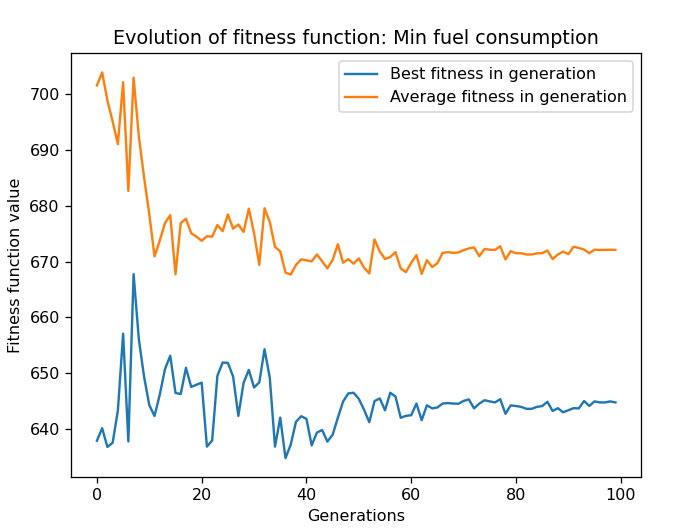 Evolution of fitness function: Min fuel consumption
Best fitness in generation
Average fitness in generation
Fitness function value
700
690
680
670
660
650
640
0 20 40 60 80 100
Generations